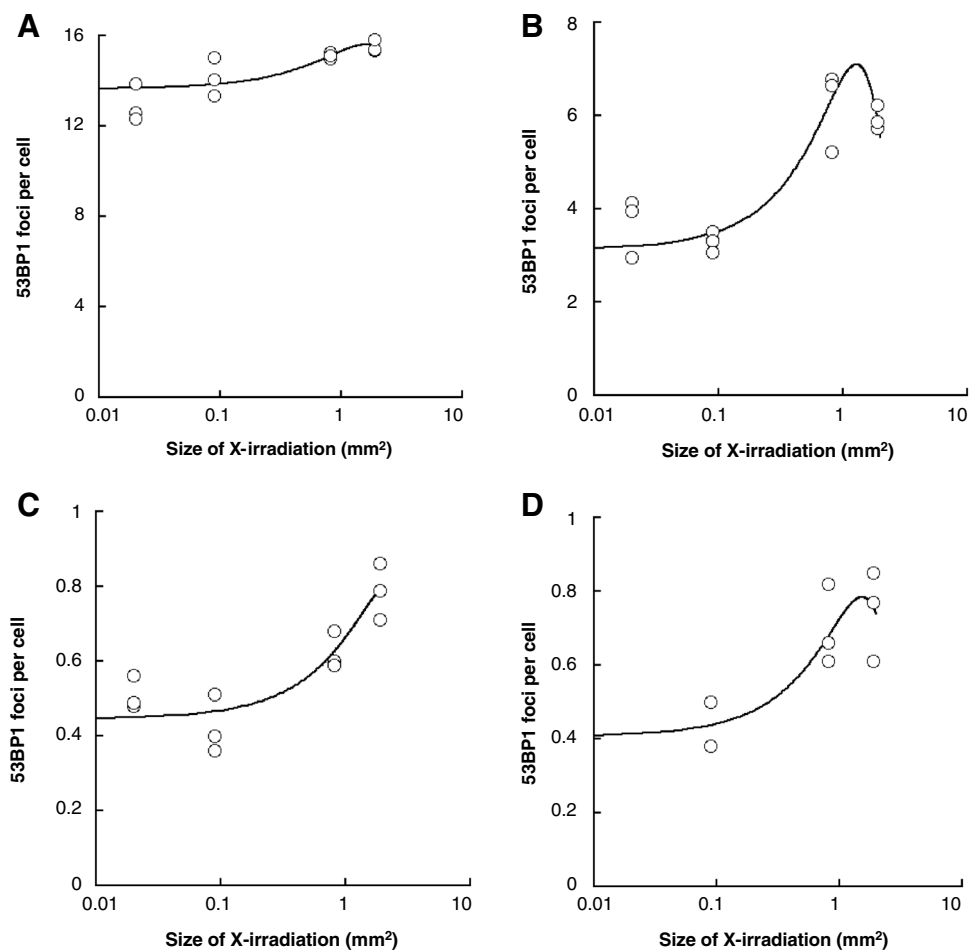 A
16
12
8
4
0
53BP1 foci per cell
0.01 0.1 1 10
Size of X-irradiation (mm²)
B
8
6
4
2
0
53BP1 foci per cell
0.01 0.1 1 10
Size of X-irradiation (mm²)
C
1
0.8
0.6
0.4
0.2
0
53BP1 foci per cell
0.01 0.1 1 10
Size of X-irradiation (mm²)
D
1
0.8
0.6
0.4
0.2
0
53BP1 foci per cell
0.01 0.1 1 10
Size of X-irradiation (mm²)